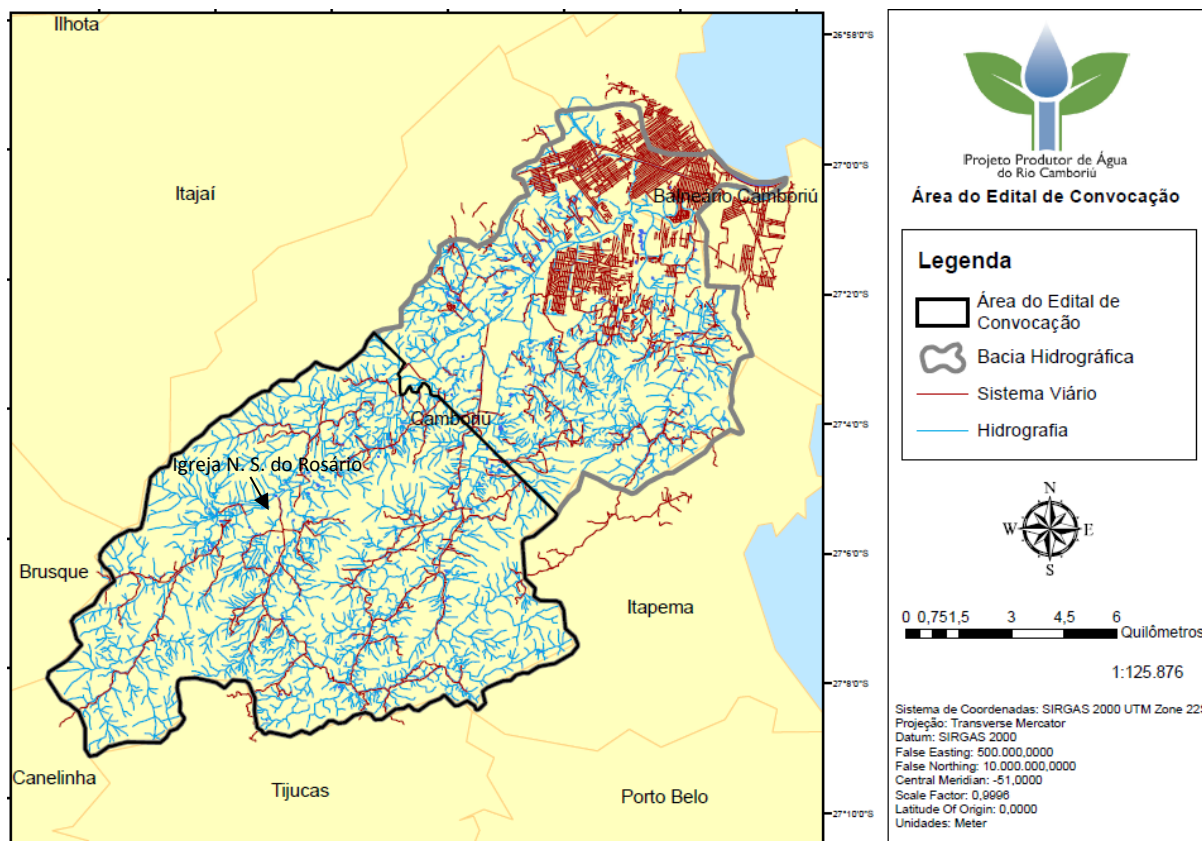 Ilhota
Itajaí
Balneário Camboriú
Camboriú
Igreja N. S. do Rosário
Brusque
Itapema
Canelinha
Tijucas
Porto Belo
26°58'0"S
27°0'0"S
27°2'0"S
27°4'0"S
27°6'0"S
27°8'0"S
27°10'0"S
Projeto Produtor de Água
do Rio Camboriú
Área do Edital de Convocação
Legenda
Área do Edital de
Convocação
Bacia Hidrográfica
Sistema Viário
Hidrografia
N
W E
S
0 0,75 1,5 3 4,5 6
Quilômetros
1:125.876
Sistema de Coordenadas: SIRGAS 2000 UTM Zone 22S
Projeção: Transverse Mercator
Datum: SIRGAS 2000
False Easting: 500.000,0000
False Northing: 10.000.000,0000
Central Meridian: -51,0000
Scale Factor: 0,9996
Latitude Of Origin: 0,0000
Unidades: Meter